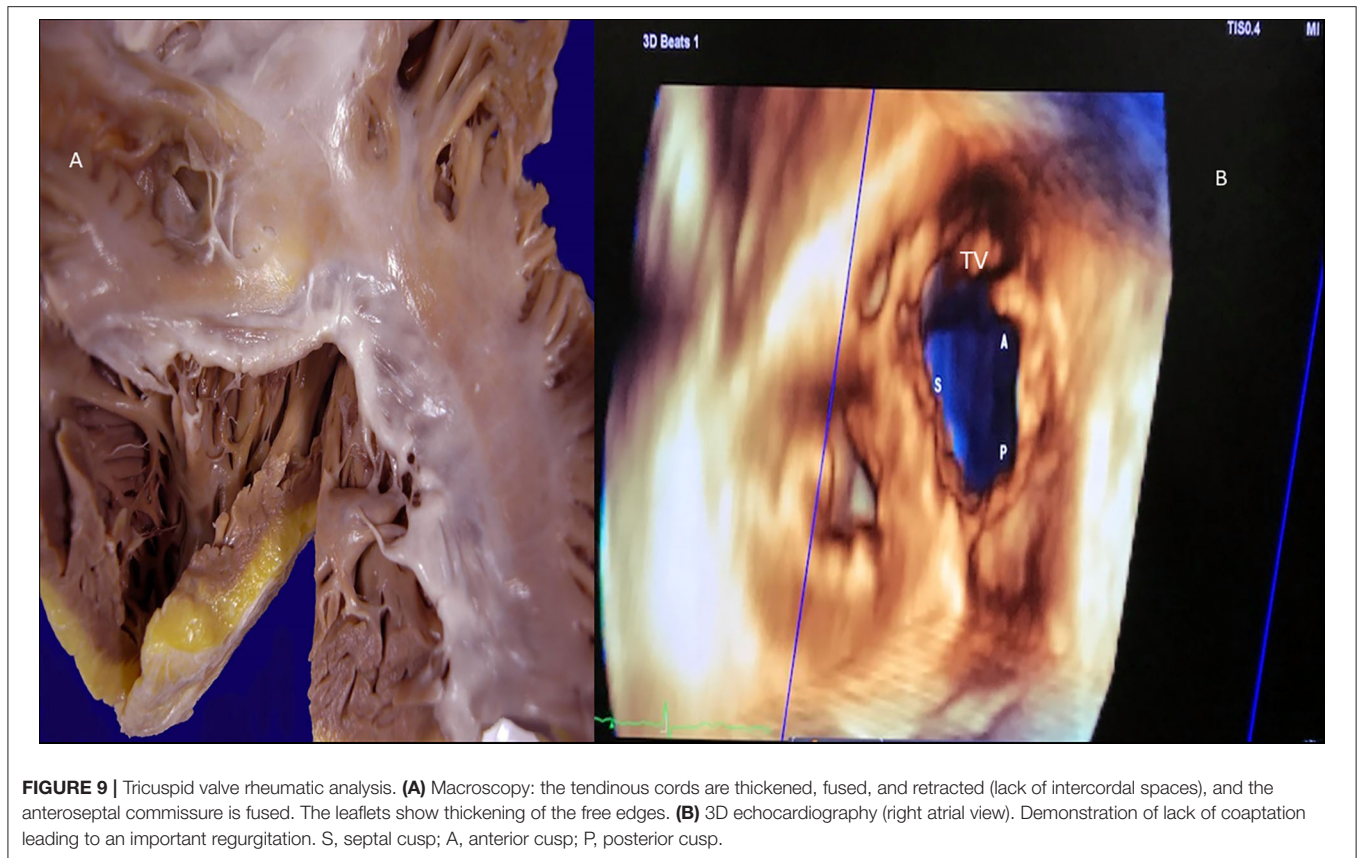 3D Beats 1
TIS0.4 MI
A
B
TV
A
S
P
FIGURE 9 | Tricuspid valve rheumatic analysis. (A) Macroscopy: the tendinous cords are thickened, fused, and retracted (lack of intercordal spaces), and the
anteroseptal commissure is fused. The leaflets show thickening of the free edges. (B) 3D echocardiography (right atrial view). Demonstration of lack of coaptation
leading to an important regurgitation. S, septal cusp; A, anterior cusp; P, posterior cusp.